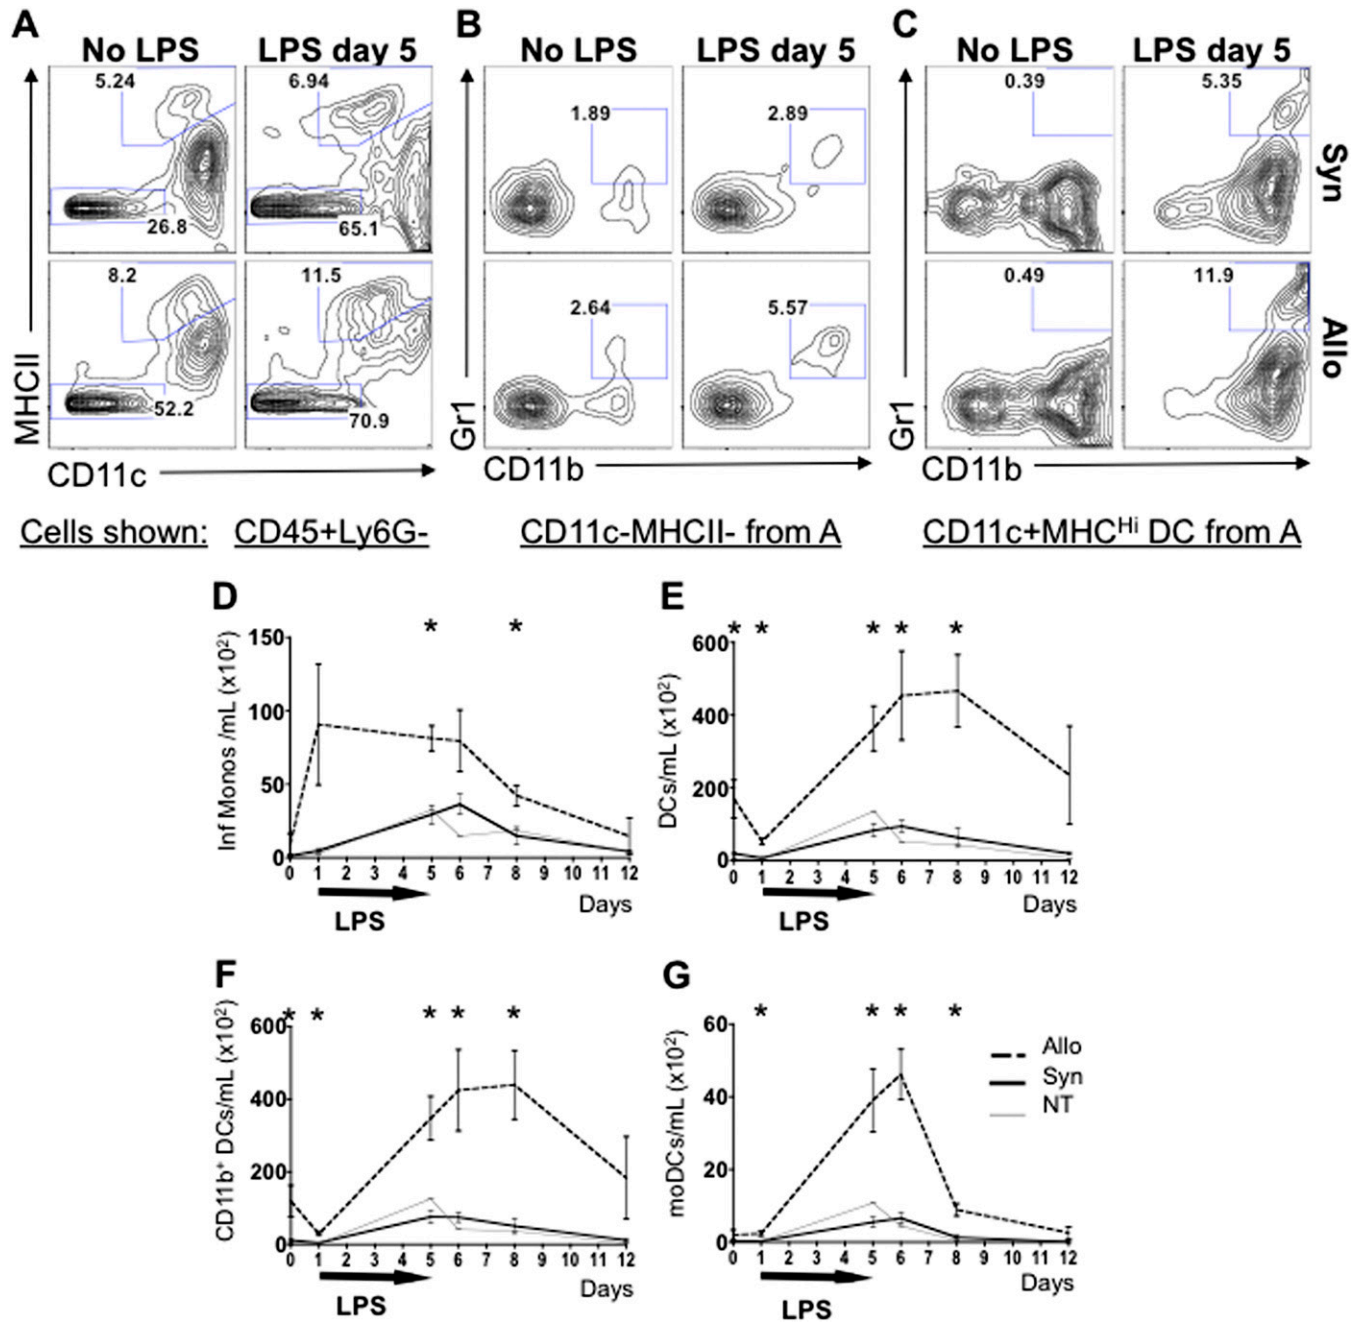 A
B
C
No LPS LPS day 5
No LPS LPS day 5
No LPS LPS day 5
5.24 6.94
26.8 65.1
8.2 11.5
52.2 70.9
MHCII
CD11c
1.89 2.89
2.64 5.57
Gr1
CD11b
0.39 5.35
0.49 11.9
Gr1
CD11b
Syn
Allo
Cells shown: CD45+Ly6G- CD11c-MHCII- from A CD11c+MHCᴴⁱ DC from A
D
Inf Monos /mL (x10²)
150
100
50
0
0 1 2 3 4 5 6 7 8 9 10 11 12
* *
LPS
Days
E
DCs/mL (x10²)
600
400
200
0
0 1 2 3 4 5 6 7 8 9 10 11 12
* * * * *
LPS
Days
F
CD11b⁺ DCs/mL (x10²)
600
400
200
0
0 1 2 3 4 5 6 7 8 9 10 11 12
* * * * *
LPS
Days
G
moDCs/mL (x10²)
60
40
20
0
0 1 2 3 4 5 6 7 8 9 10 11 12
* * * *
LPS
Days
Allo
Syn
NT